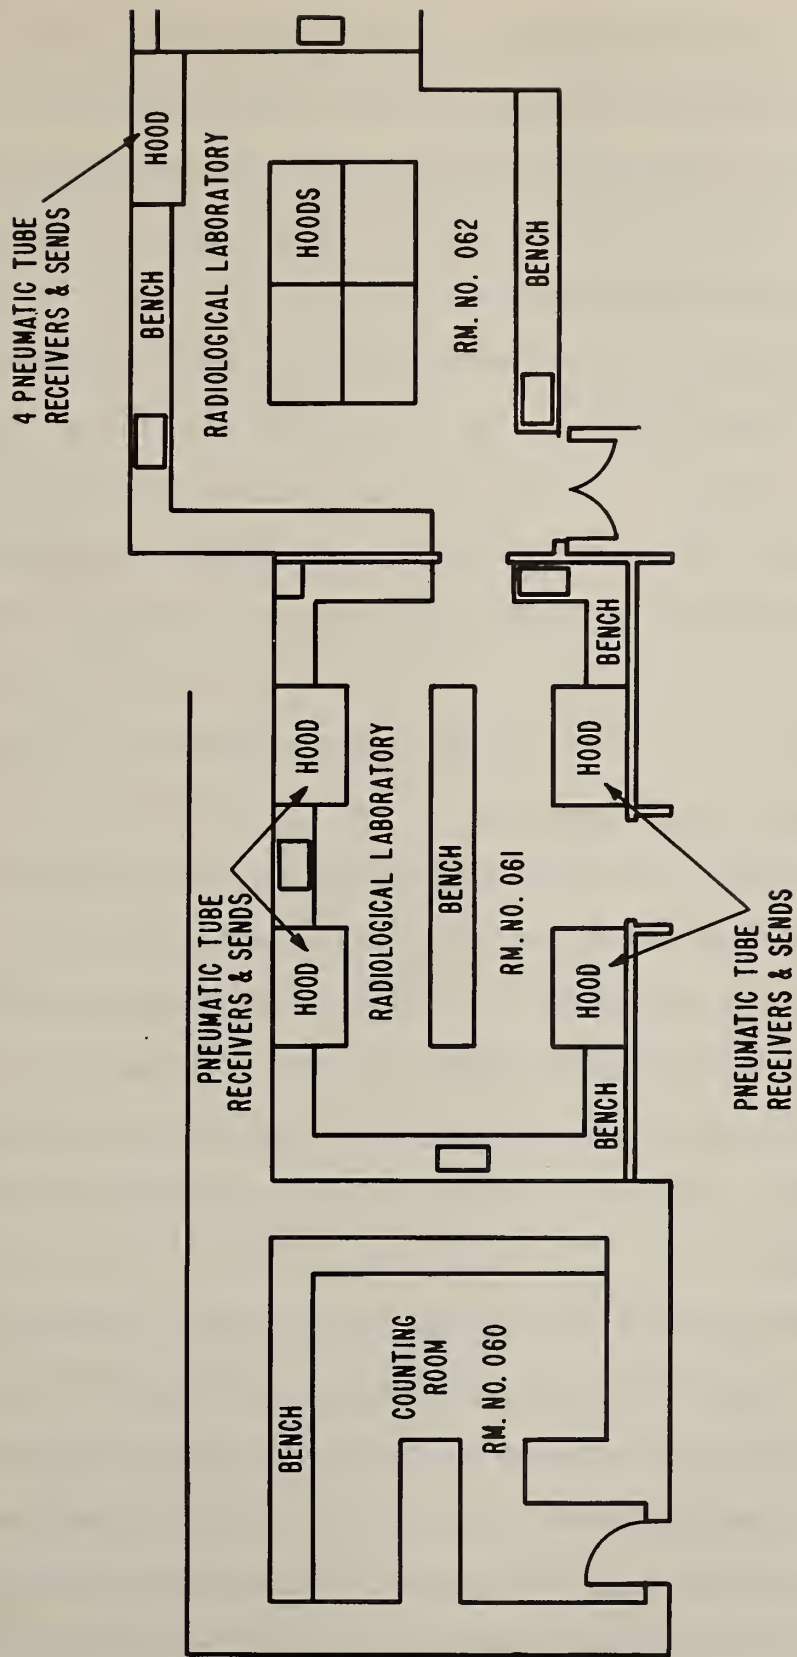 4 PNEUMATIC TUBE
RECEIVERS & SENDS
HOOD
BENCH
RADIOLOGICAL LABORATORY
HOODS
RM. NO. 062
BENCH
PNEUMATIC TUBE
RECEIVERS & SENDS
HOOD
HOOD
RADIOLOGICAL LABORATORY
BENCH
RM. NO. 061
BENCH
HOOD
HOOD
BENCH
PNEUMATIC TUBE
RECEIVERS & SENDS
BENCH
COUNTING
ROOM
RM. NO. 060